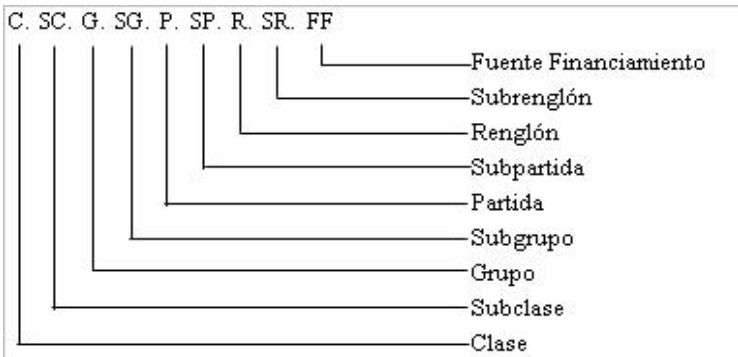 C. SC. G. SG. P. SP. R. SR. FF
Fuente Financiamiento
Subrenglón
Renglón
Subpartida
Partida
Subgrupo
Grupo
Subclase
Clase